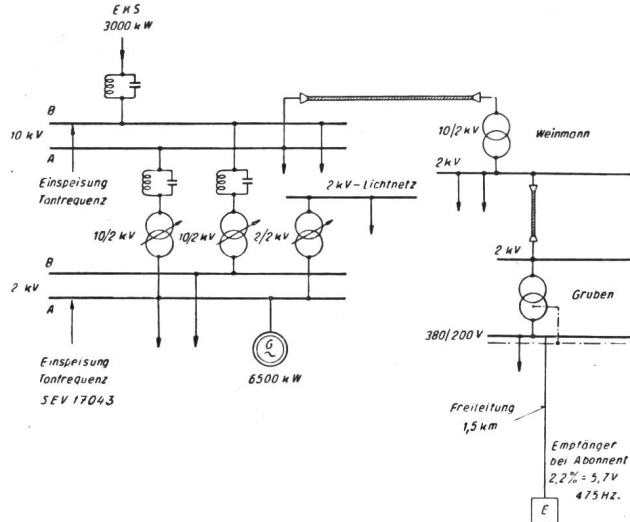 EKS
3000 kW
B
10 kV
A
Einspeisung
Tonfrequenz
10/2 kV
10/2 kV
2/2 kV
2 kV-Lichtnetz
10/2 kV
Weinmann
2 kV
2 kV
Gruben
380/200 V
B
2 kV
A
G
~
6500 kW
Einspeisung
Tonfrequenz
SEV 17043
Freileitung
1,5 km
Empfänger
bei Abonnent
2,2% = 5,7 V
475 Hz.
E